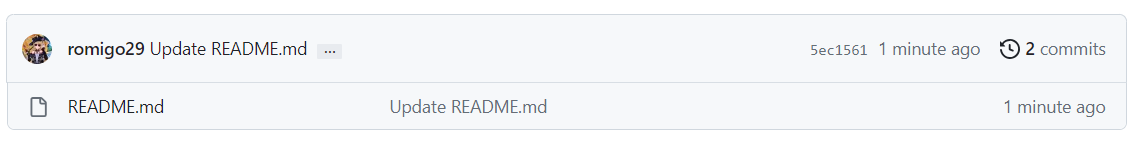 romigo29 Update README.md ... 5ec1561 1 minute ago 2 commits
README.md Update README.md 1 minute ago